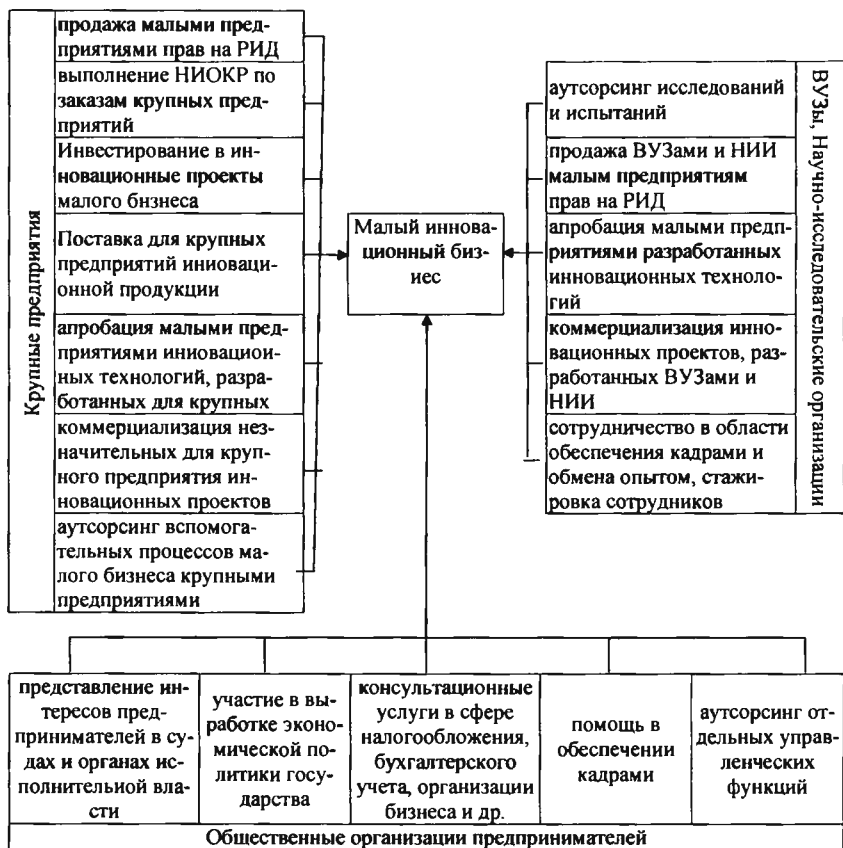 Крупные предприятия
продажа малыми пред-
приятиями прав на РИД
выполнение НИОКР по
заказам крупных пред-
приятий
Инвестирование в ин-
новационные проекты
малого бизнеса
Поставка для крупных
предприятий инноваци-
онной продукции
апробация малыми пред-
приятиями инновацион-
ных технологий, разра-
ботанных для крупных
коммерциализация нез-
значительных для круп-
ного предприятия ин-
новационных проектов
аутсорсинг вспомога-
тельных процессов ма-
лого бизнеса крупными
предприятиями
Малый иннова-
ционный биз-
нес
аутсорсинг исследований
и испытаний
продажа ВУЗами и НИИ
малым предприятиям
прав на РИД
апробация малыми пред-
приятиями разработанных
инновационных техноло-
гий
коммерциализация инно-
вационных проектов, раз-
работанных ВУЗами и
НИИ
сотрудничество в области
обеспечения кадрами и
обмена опытом, стажи-
ровка сотрудников
ВУЗы, Научно-исследовательские организации
представление ин-
тересов пред-
принимателей в су-
дах и органах ис-
полнительной вла-
сти
участие в вы-
работке эконо-
мической по-
литики госу-
дарства
консультационные
услуги в сфере
налогообложения,
бухгалтерского
учета, организации
бизнеса и др.
помощь в
обеспечении
кадрами
аутсорсинг от-
дельных управ-
ленческих
функций
Общественные организации предпринимателей